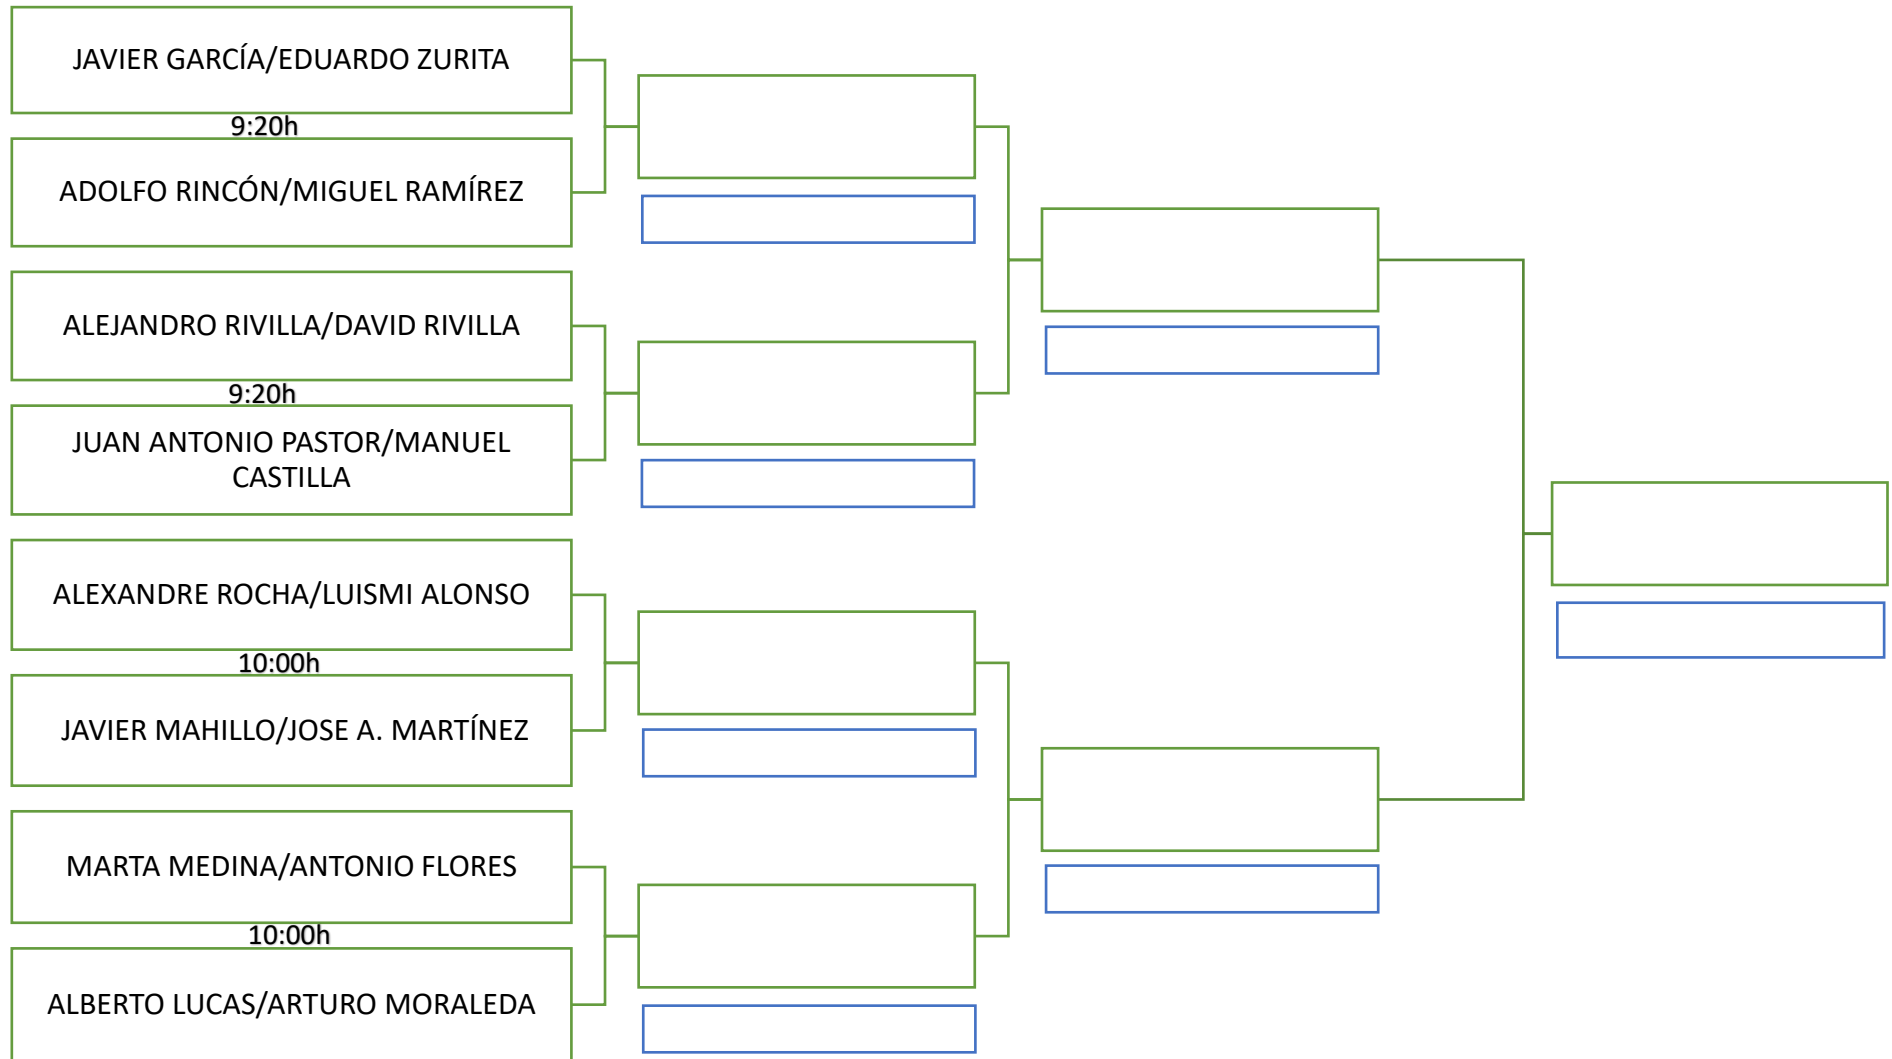 JAVIER GARCÍA/EDUARDO ZURITA
9:20h
ADOLFO RINCÓN/MIGUEL RAMÍREZ
ALEJANDRO RIVILLA/DAVID RIVILLA
9:20h
JUAN ANTONIO PASTOR/MANUEL
CASTILLA
ALEXANDRE ROCHA/LUISMI ALONSO
10:00h
JAVIER MAHILLO/JOSE A. MARTÍNEZ
MARTA MEDINA/ANTONIO FLORES
10:00h
ALBERTO LUCAS/ARTURO MORALEDA